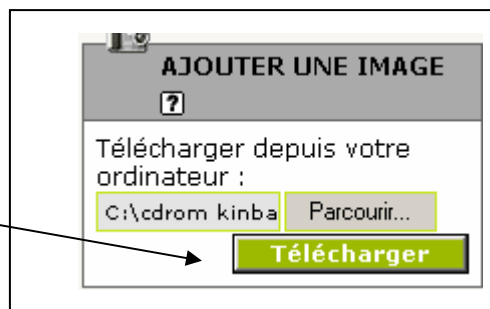 AJOUTER UNE IMAGE
?
Télécharger depuis votre
ordinateur :
C:\cdrom kinba Parcourir...
Télécharger